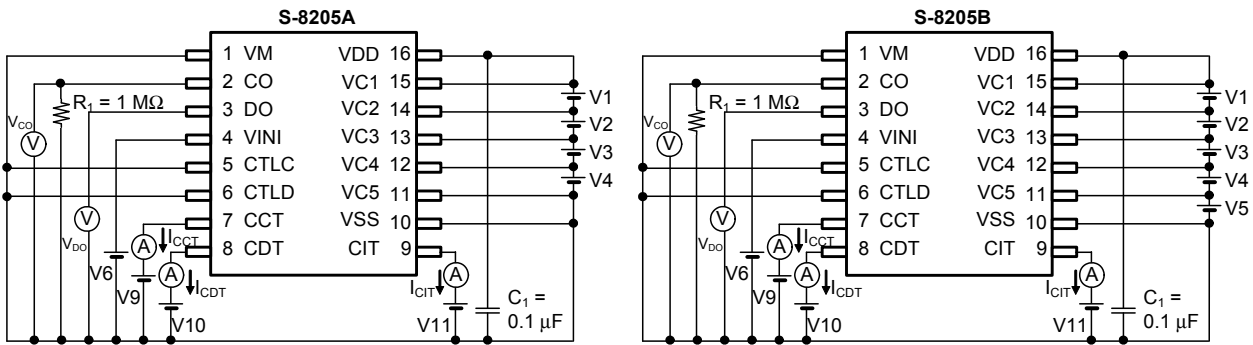 S-8205A
1 VM VDD 16
2 CO VC1 15
R1 = 1 MΩ
3 DO VC2 14
4 VINI VC3 13
5 CTLC VC4 12
6 CTLD VC5 11
7 CCT VSS 10
8 CDT CIT 9
VCO
V
V
VDO
A
ICCT
A
ICDT
V6
V9
V10
A
ICIT
V11
C1 =
0.1 µF
V1
V2
V3
V4
S-8205B
1 VM VDD 16
2 CO VC1 15
R1 = 1 MΩ
3 DO VC2 14
4 VINI VC3 13
5 CTLC VC4 12
6 CTLD VC5 11
7 CCT VSS 10
8 CDT CIT 9
VCO
V
V
VDO
A
ICCT
A
ICDT
V6
V9
V10
A
ICIT
V11
C1 =
0.1 µF
V1
V2
V3
V4
V5